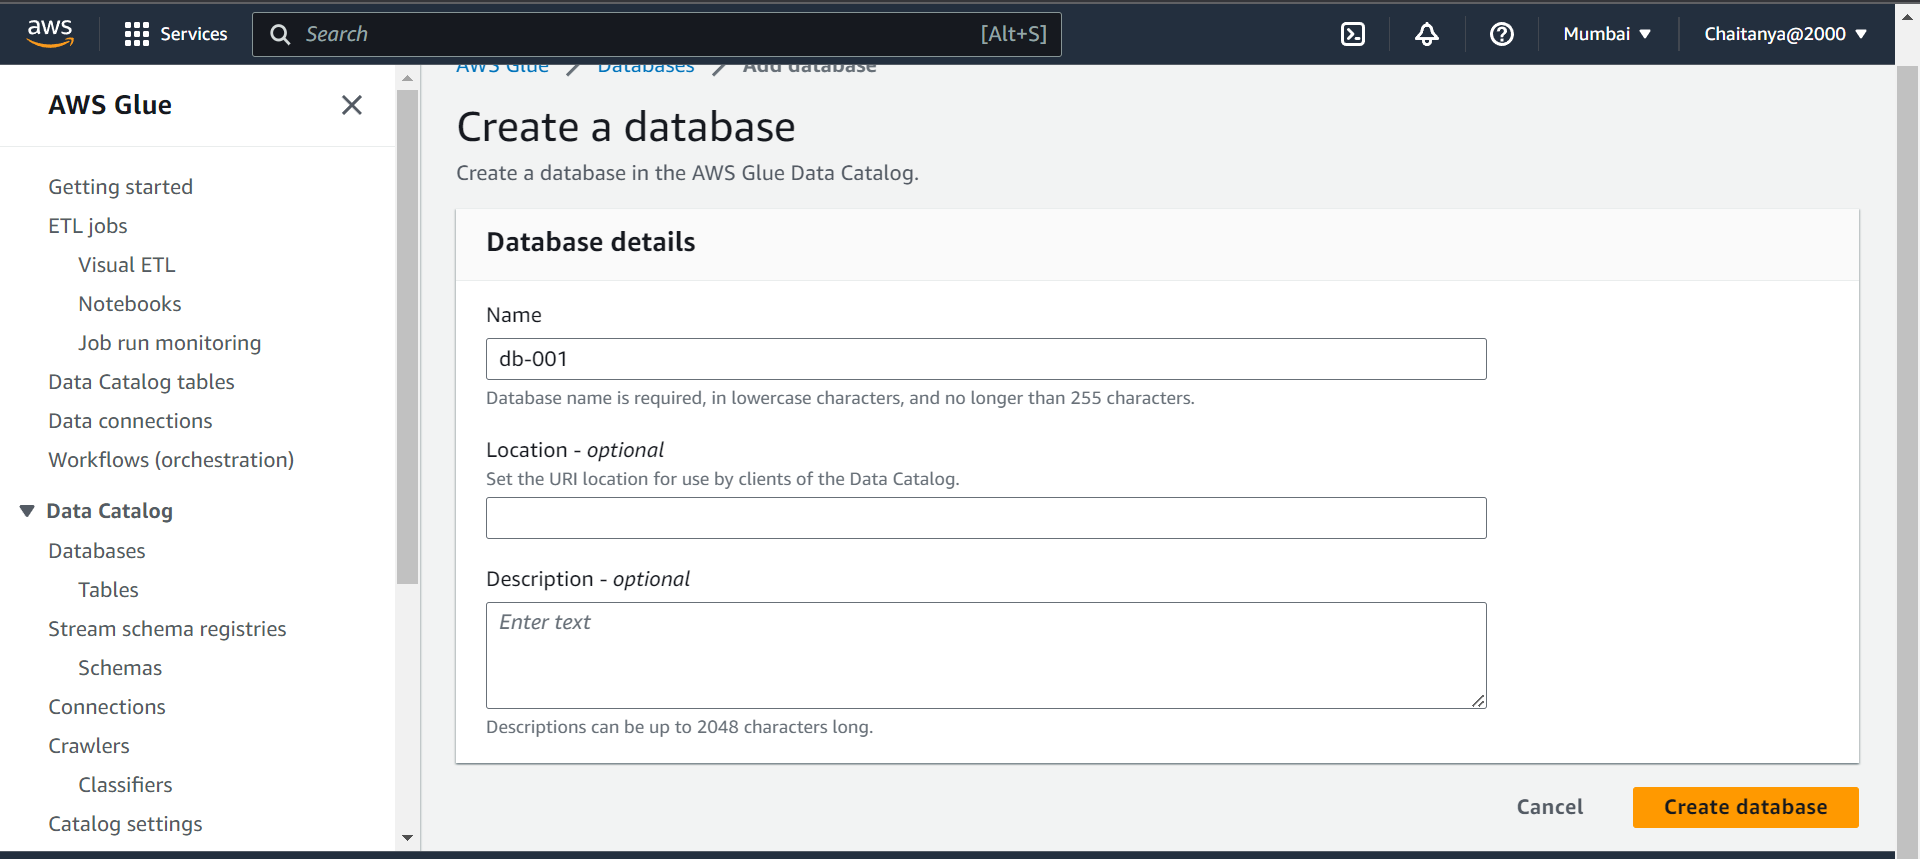 aws
Services
Search
[Alt+S]
Mumbai
Chaitanya@2000
AWS Glue
Getting started
ETL jobs
Visual ETL
Notebooks
Job run monitoring
Data Catalog tables
Data connections
Workflows (orchestration)
Data Catalog
Databases
Tables
Stream schema registries
Schemas
Connections
Crawlers
Classifiers
Catalog settings
AWS Glue
Databases
Add database
Create a database
Create a database in the AWS Glue Data Catalog.
Database details
Name
db-001
Database name is required, in lowercase characters, and no longer than 255 characters.
Location - optional
Set the URI location for use by clients of the Data Catalog.
Description - optional
Enter text
Descriptions can be up to 2048 characters long.
Cancel
Create database